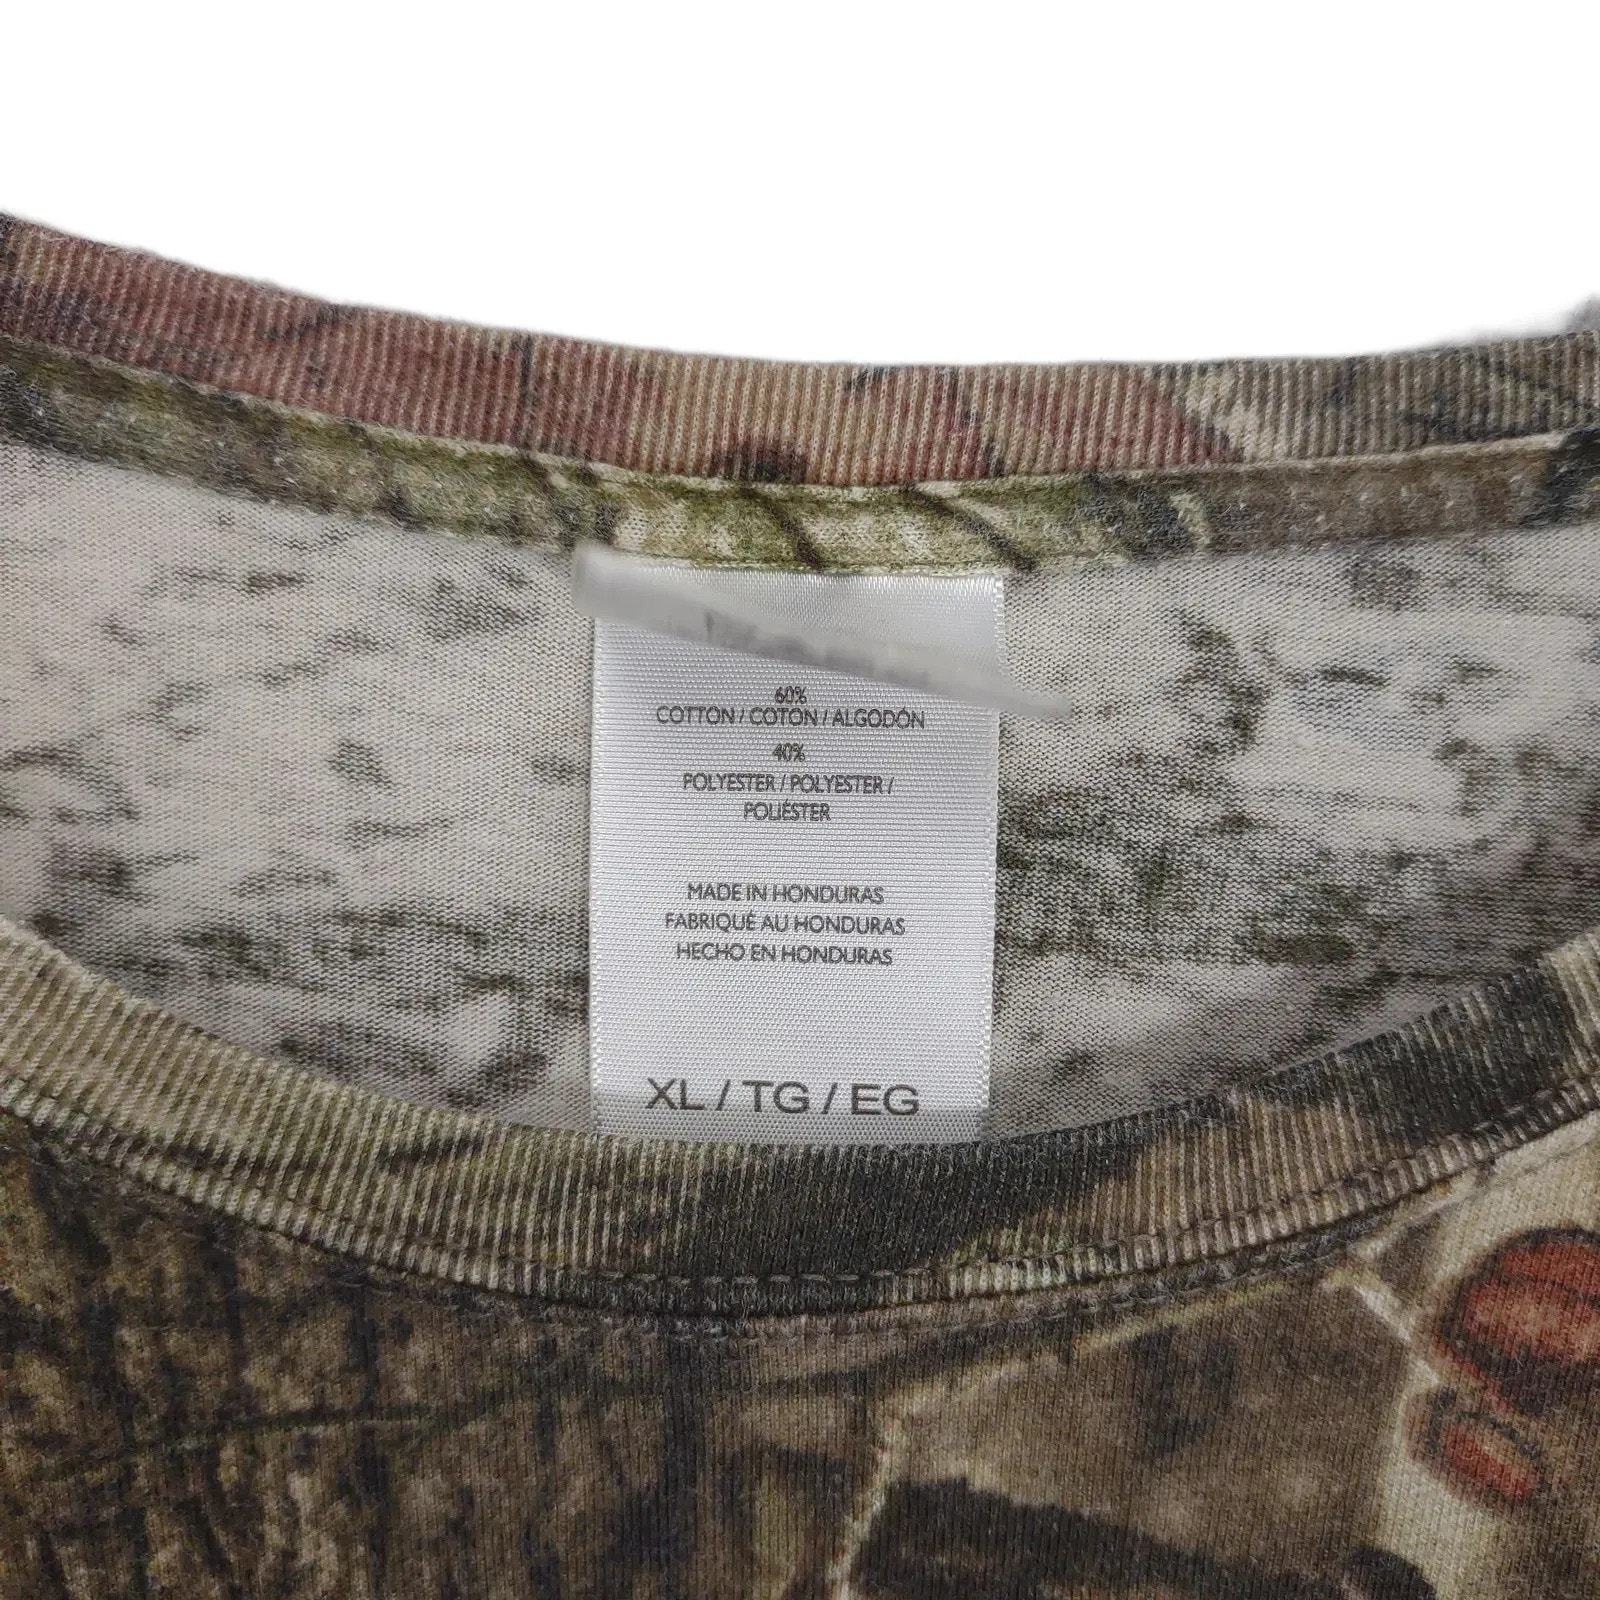 60%
COTTON / COTON / ALGODÓN
40%
POLYESTER / POLYESTER /
POLIÉSTER
MADE IN HONDURAS
FABRIQUÉ AU HONDURAS
HECHO EN HONDURAS
XL / TG / EG